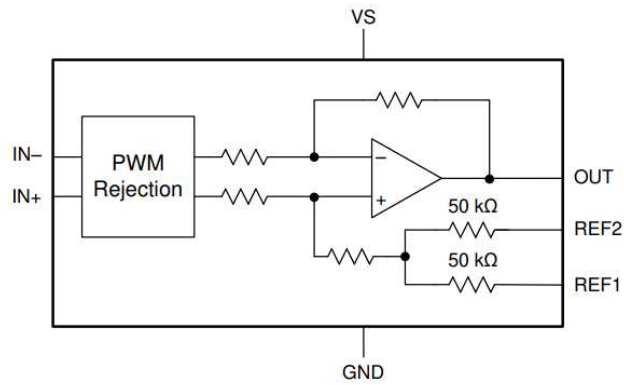 VS
IN–
IN+
PWM
Rejection
–
+
OUT
50 kΩ
REF2
50 kΩ
REF1
GND